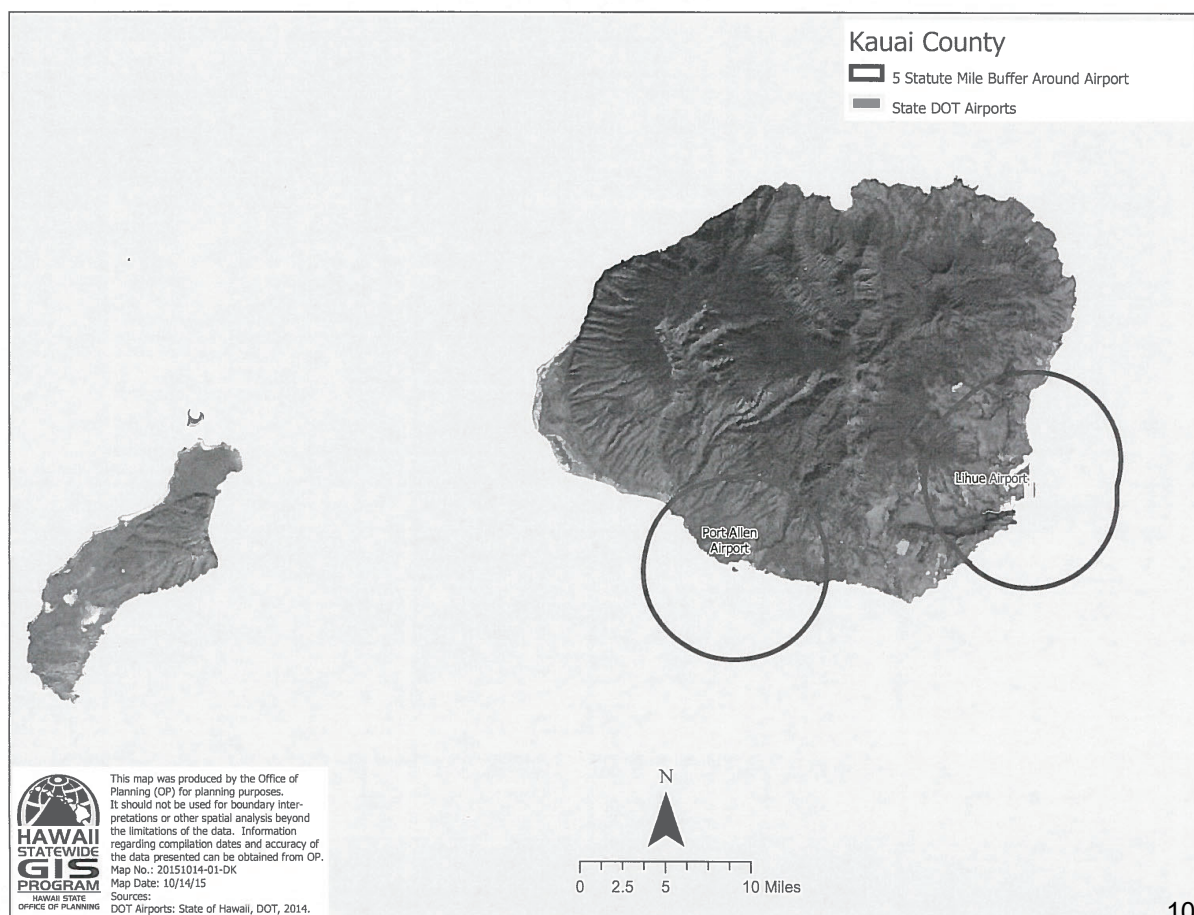 Kauai County
5 Statute Mile Buffer Around Airport
State DOT Airports
Lihue Airport
Port Allen
Airport
N
0 2.5 5 10 Miles
HAWAII
STATEWIDE
GIS
PROGRAM
HAWAII STATE
OFFICE OF PLANNING
This map was produced by the Office of
Planning (OP) for planning purposes.
It should not be used for boundary inter-
pretations or other spatial analysis beyond
the limitations of the data. Information
regarding compilation dates and accuracy of
the data presented can be obtained from OP.
Map No.: 20151014-01-DK
Map Date: 10/14/15
Sources:
DOT Airports: State of Hawaii, DOT, 2014.
10